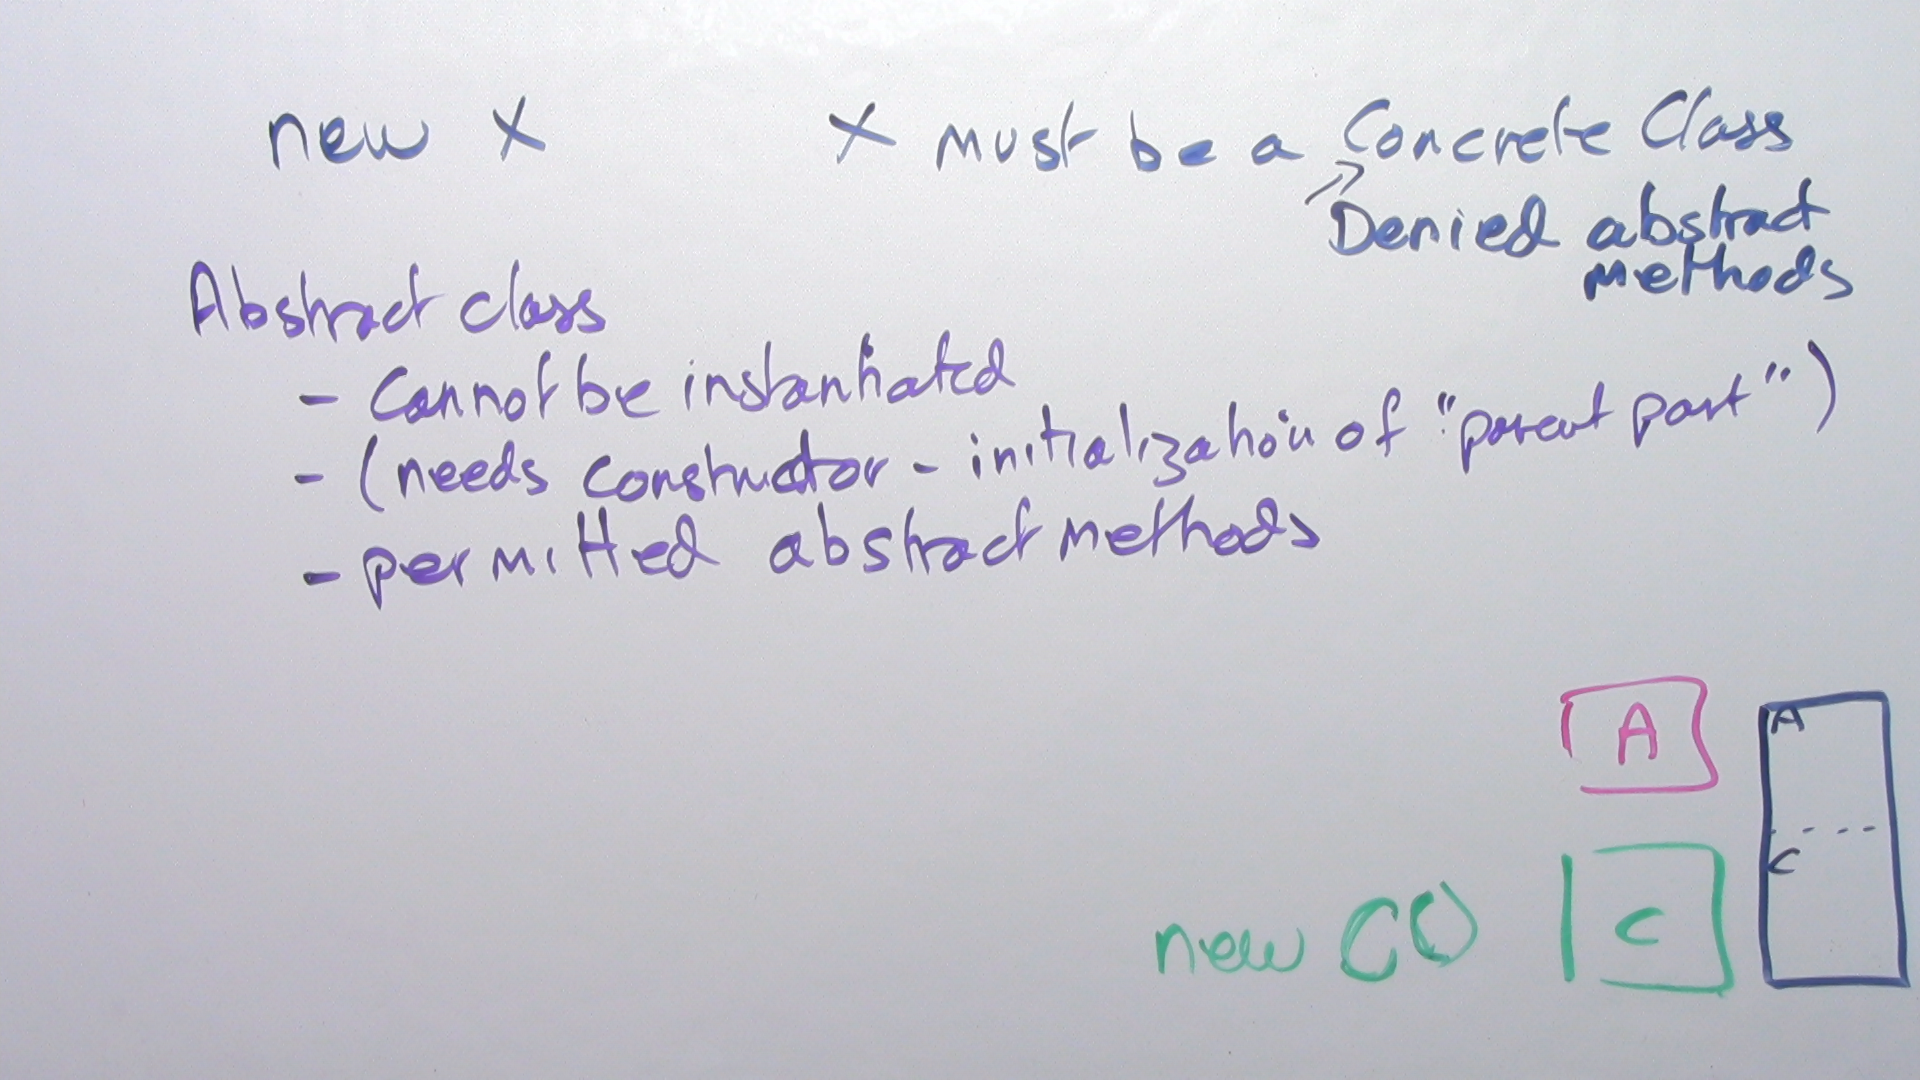 new X X must be a Concrete Class
Denied abstract
methods
Abstract class
- Cannot be instantiated
- (needs constructor - initialization of "parent part")
- permitted abstract methods
A
A
C
new C()
C